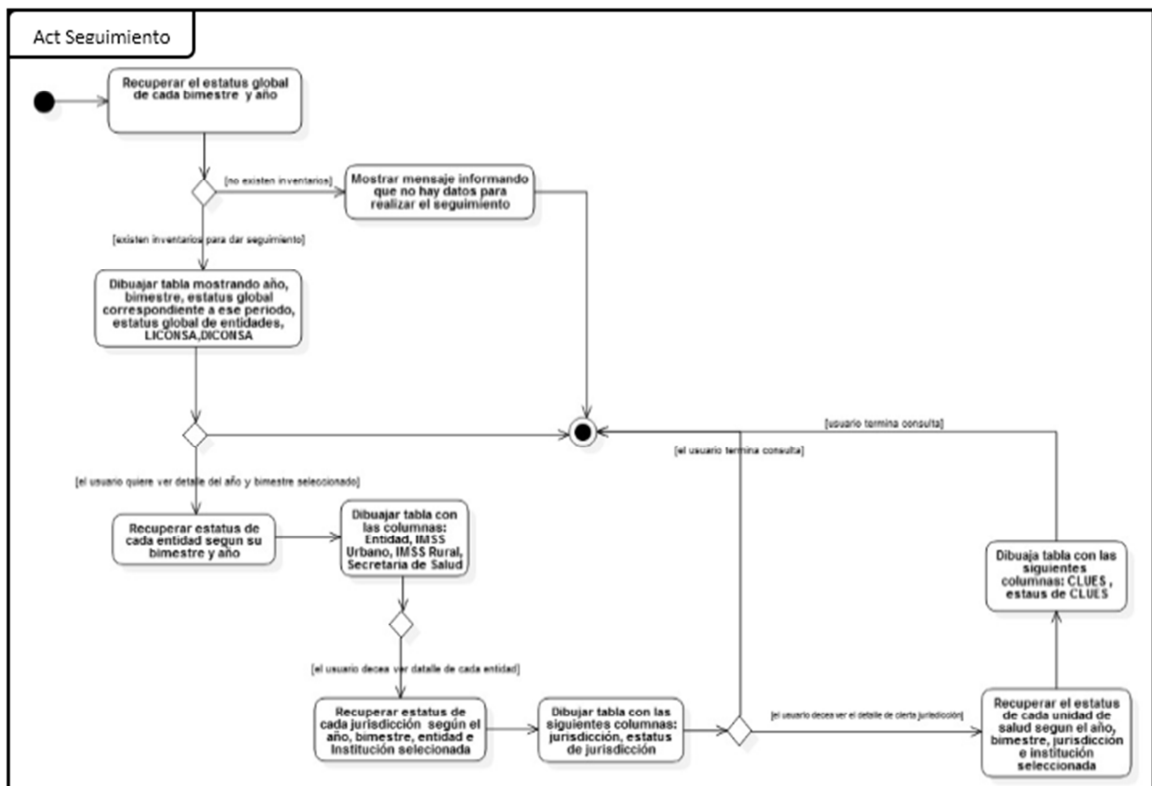 Act Seguimiento
Recuperar el estatus global
de cada bimestre y año
[no existen inventarios]
Mostrar mensaje informando
que no hay datos para
realizar el seguimiento
[existen inventarios para dar seguimiento]
Dibuajar tabla mostrando año,
bimestre, estatus global
correspondiente a ese periodo,
estatus global de entidades,
LICONSA,DICONSA
[usuario termina consulta]
[el usuario termina consulta]
[el usuario quiere ver detalle del año y bimestre seleccionado]
Recuperar estatus de
cada entidad segun su
bimestre y año
Dibuajar tabla con
las columnas:
Entidad, IMSS
Urbano, IMSS Rural,
Secretaria de Salud
Dibuaja tabla con las
siguientes
columnas: CLUES ,
estaus de CLUES
[el usuario decea ver datalle de cada entidad]
Recuperar estatus de
cada jurisdicción según el
año, bimestre, entidad e
Institución selecionada
Dibujar tabla con las
siguientes columnas:
jurisdicción, estatus
de jurisdicción
[el usuario decea ver el detalle de cierta jurisdicción]
Recuperar el estatus
de cada unidad de
salud segun el año,
bimestre, jurisdicción
e institución
seleccionada